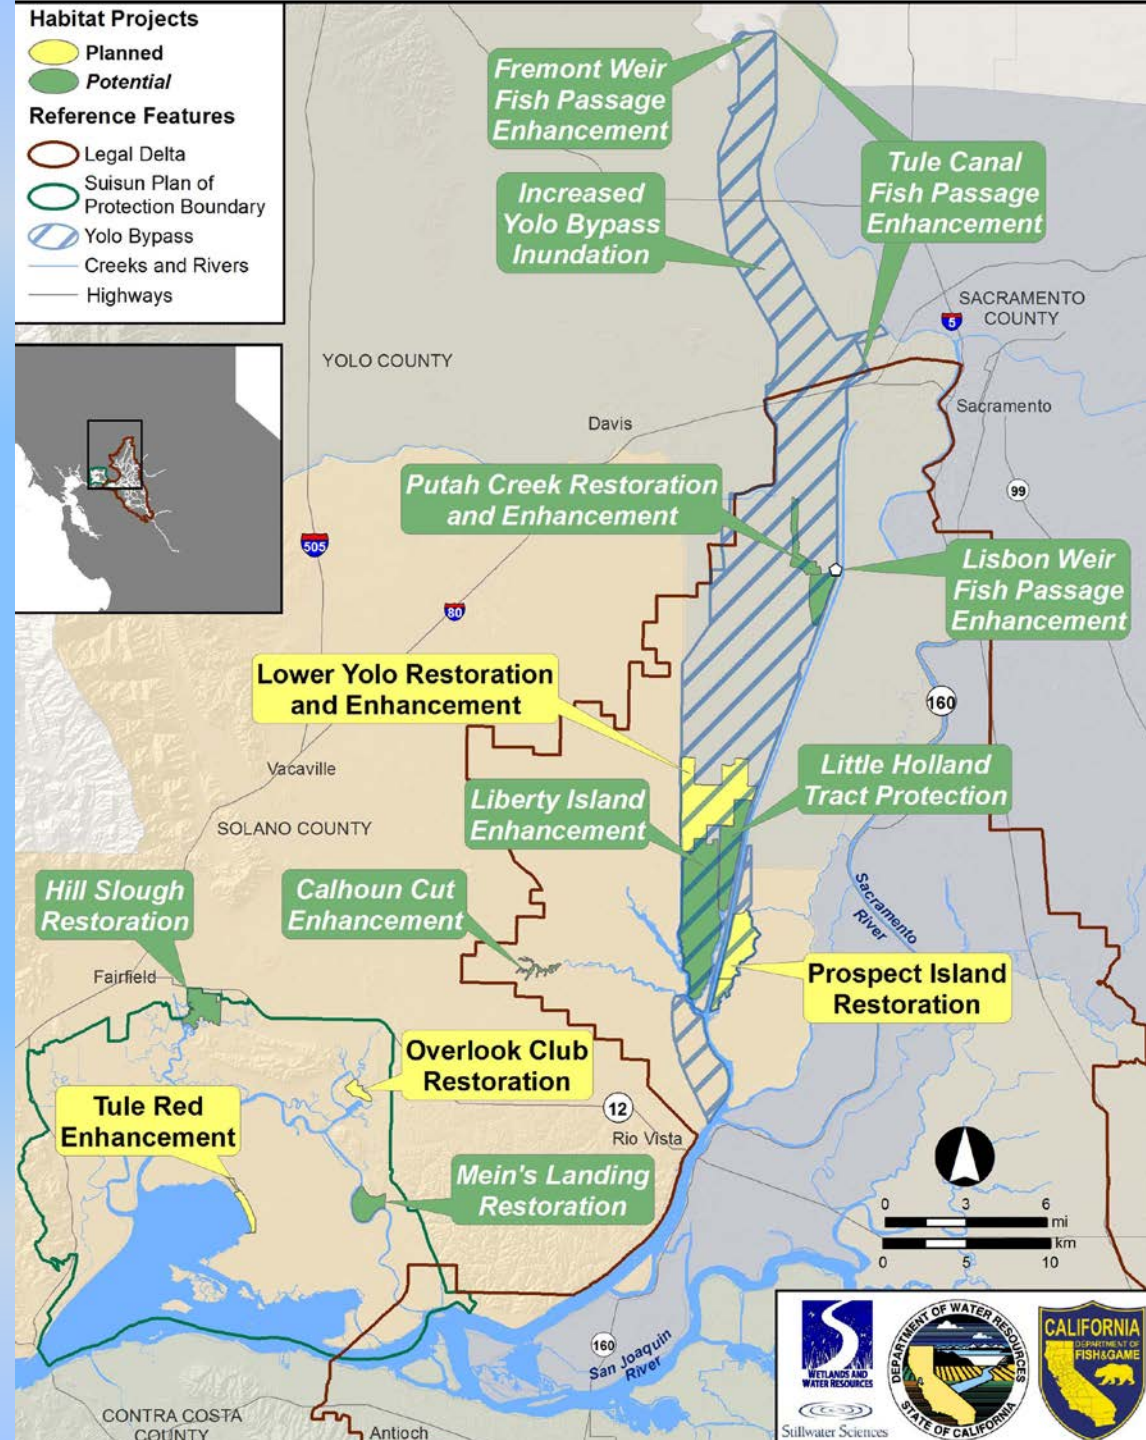 Habitat Projects
Planned
Potential
Reference Features
Legal Delta
Suisun Plan of
Protection Boundary
Yolo Bypass
Creeks and Rivers
Highways
Fremont Weir
Fish Passage
Enhancement
Tule Canal
Fish Passage
Enhancement
Increased
Yolo Bypass
Inundation
SACRAMENTO
COUNTY
5
YOLO COUNTY
Davis
Sacramento
Putah Creek Restoration
and Enhancement
99
505
Lisbon Weir
Fish Passage
Enhancement
80
Lower Yolo Restoration
and Enhancement
160
Vacaville
Little Holland
Tract Protection
Liberty Island
Enhancement
SOLANO COUNTY
Hill Slough
Restoration
Calhoun Cut
Enhancement
Sacramento
River
Fairfield
Prospect Island
Restoration
Overlook Club
Restoration
Tule Red
Enhancement
12
Rio Vista
Mein's Landing
Restoration
0 3 6
mi
km
0 5 10
160
San Joaquin
River
CONTRA COSTA
COUNTY
Antioch
WETLANDS AND
WATER RESOURCES
Stillwater Sciences
DEPARTMENT OF WATER RESOURCES
STATE OF CALIFORNIA
CALIFORNIA
DEPARTMENT OF
FISH & GAME